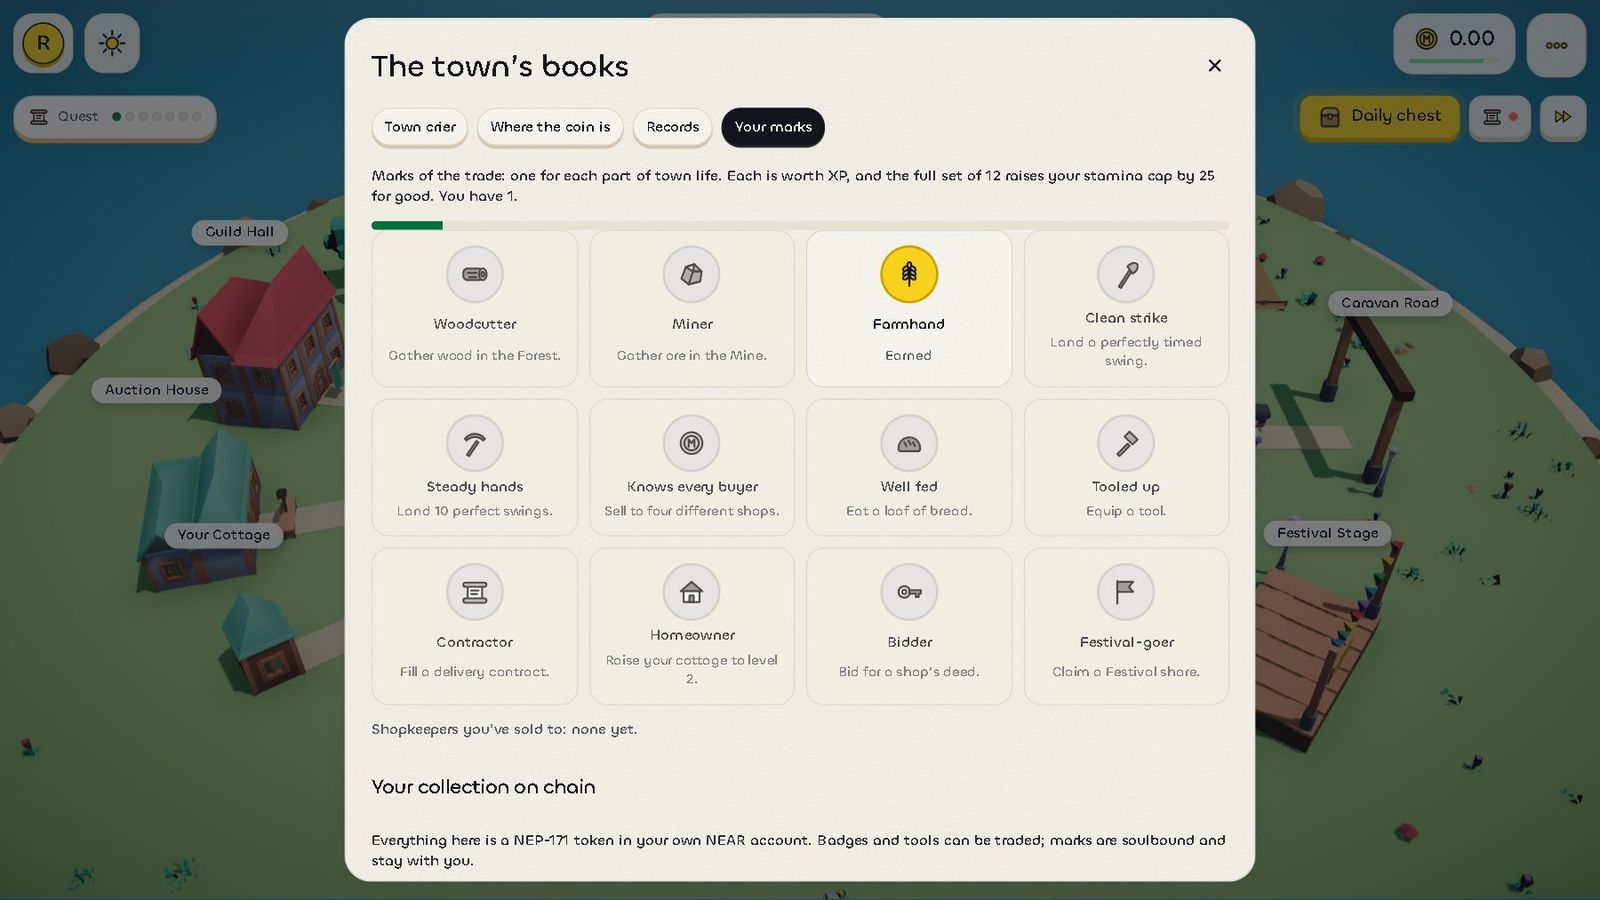 R
0.00
Quest
Daily chest
The town's books
Town crier
Where the coin is
Records
Your marks
Marks of the trade: one for each part of town life. Each is worth XP, and the full set of 12 raises your stamina cap by 25
for good. You have 1.
Woodcutter
Gather wood in the Forest.
Miner
Gather ore in the Mine.
Farmhand
Earned
Clean strike
Land a perfectly timed
swing.
Steady hands
Land 10 perfect swings.
Knows every buyer
Sell to four different shops.
Well fed
Eat a loaf of bread.
Tooled up
Equip a tool.
Contractor
Fill a delivery contract.
Homeowner
Raise your cottage to level
2.
Bidder
Bid for a shop's deed.
Festival-goer
Claim a Festival share.
Shopkeepers you've sold to: none yet.
Your collection on chain
Everything here is a NEP-171 token in your own NEAR account. Badges and tools can be traded; marks are soulbound and
stay with you.
Guild Hall
Auction House
Your Cottage
Caravan Road
Festival Stage